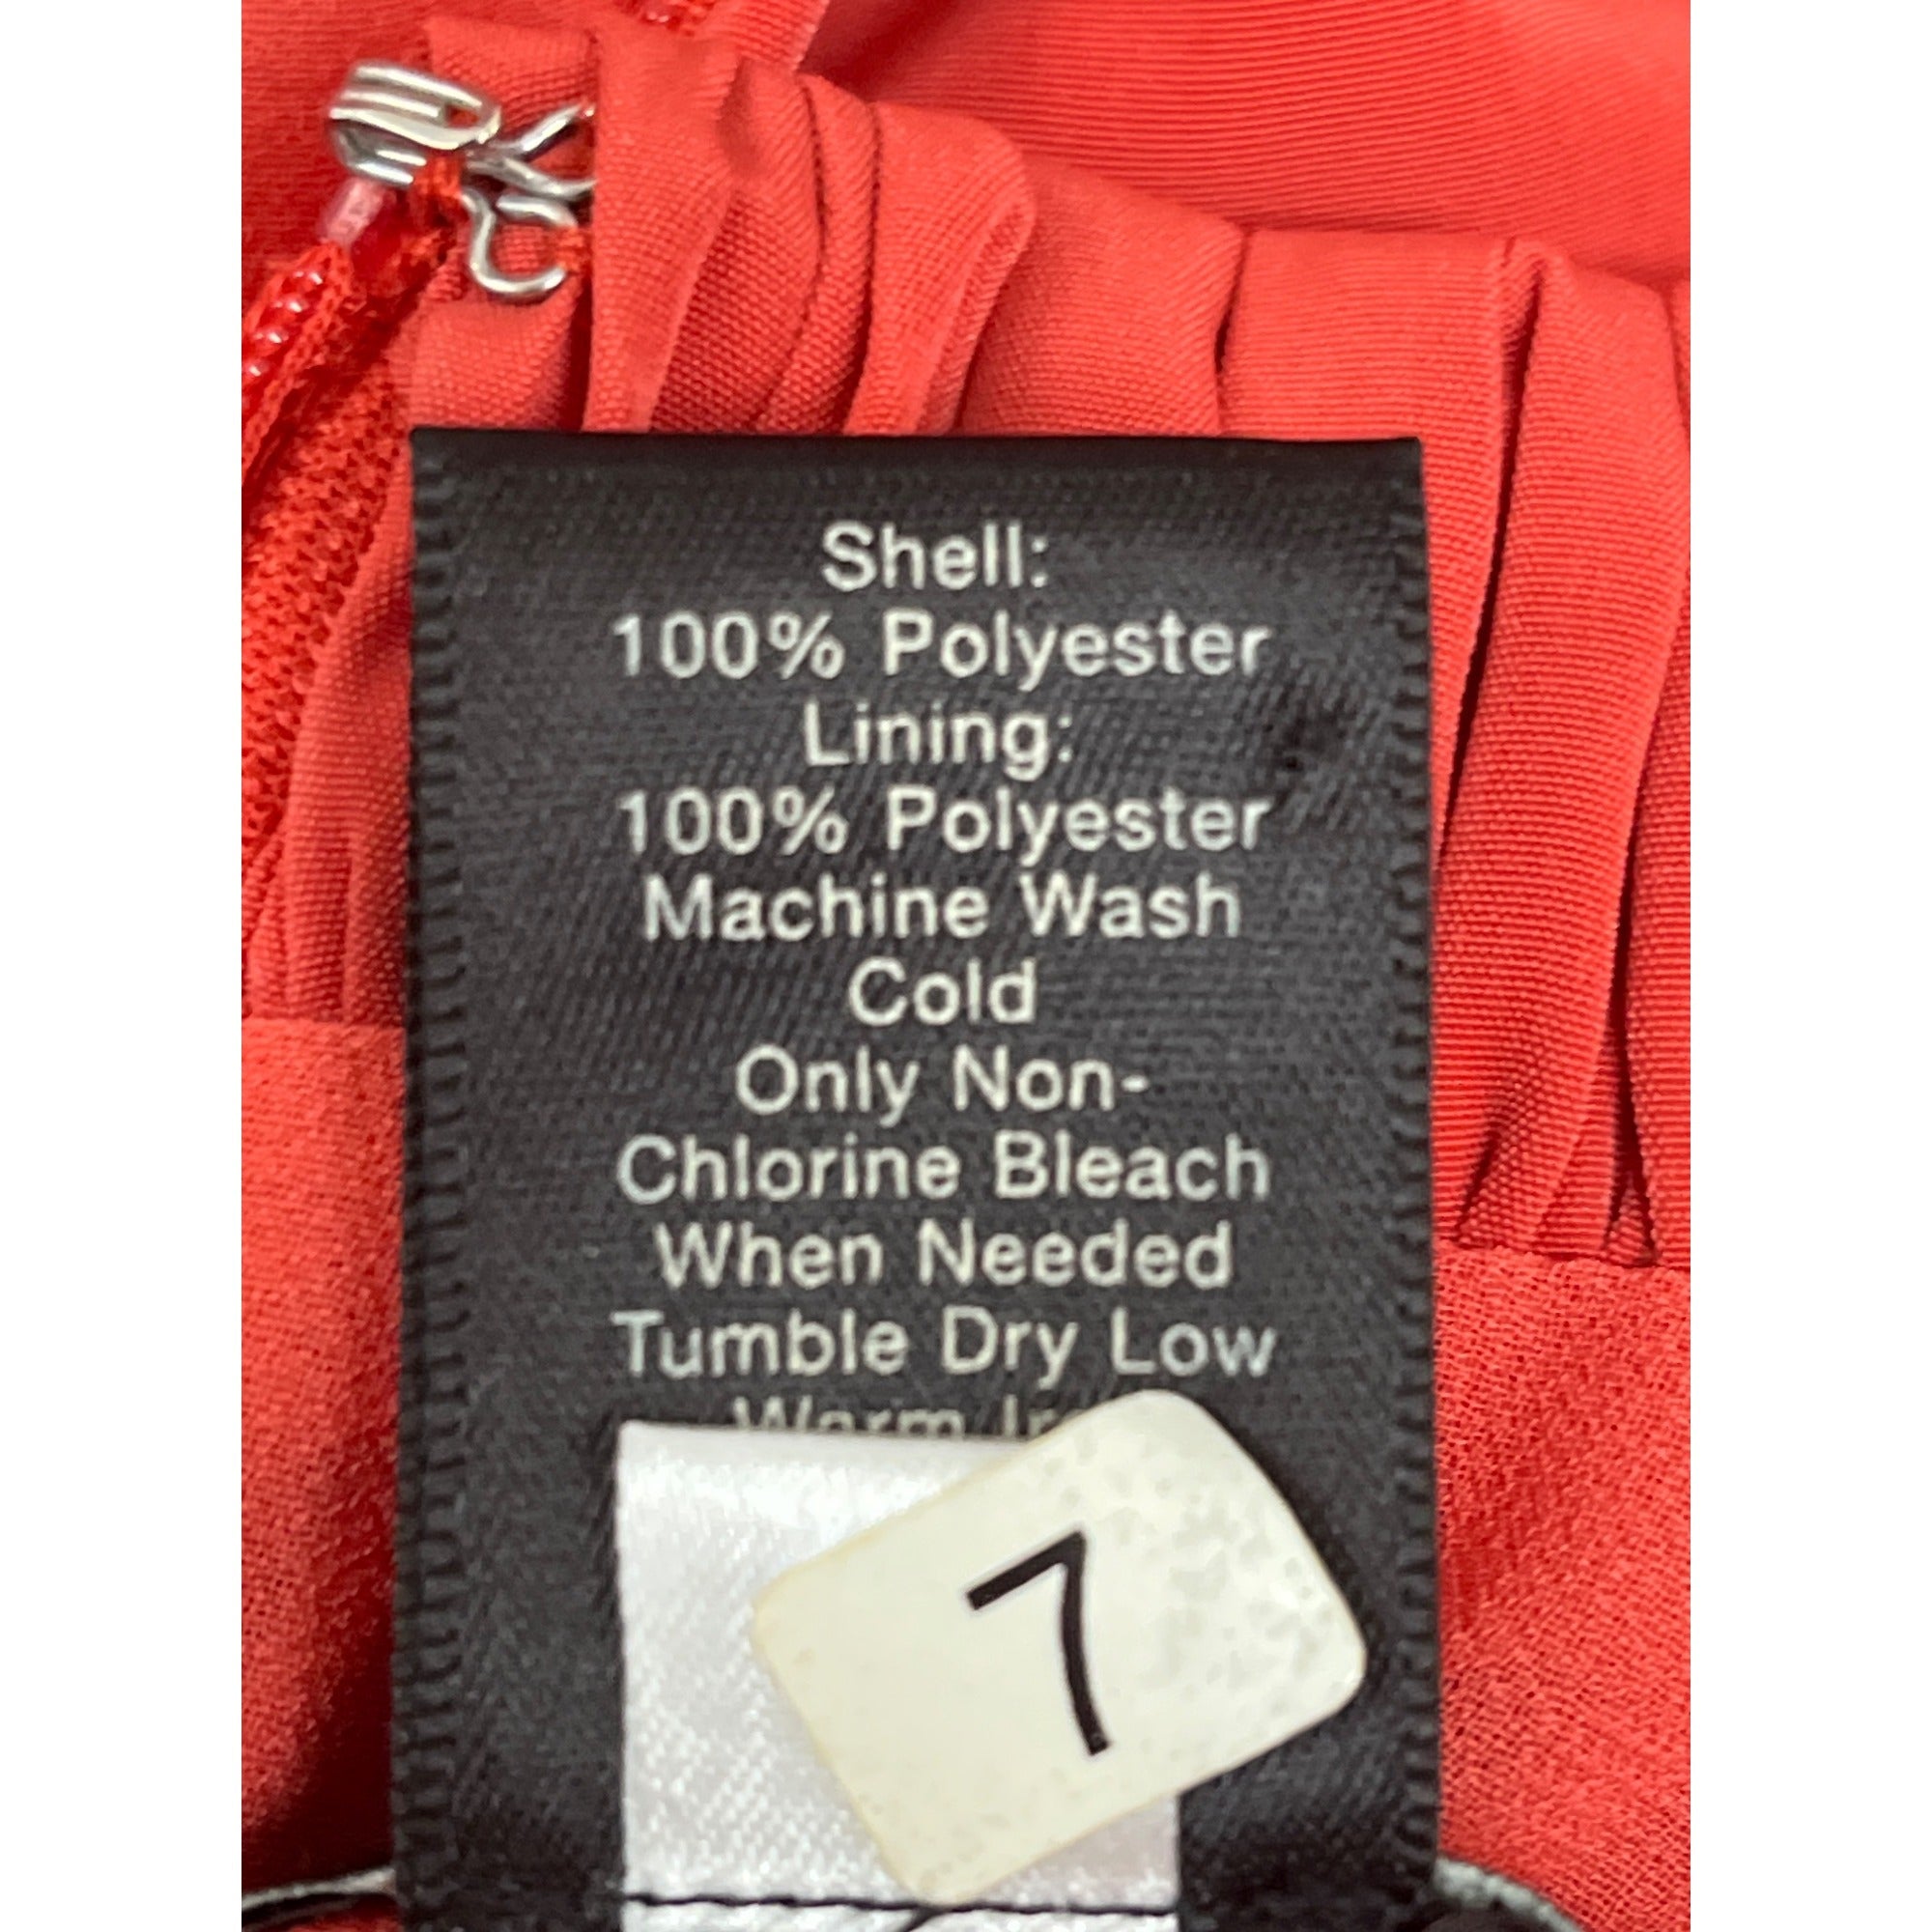 Shell:
100% Polyester
Lining:
100% Polyester
Machine Wash
Cold
Only Non-
Chlorine Bleach
When Needed
Tumble Dry Low
Warm
7